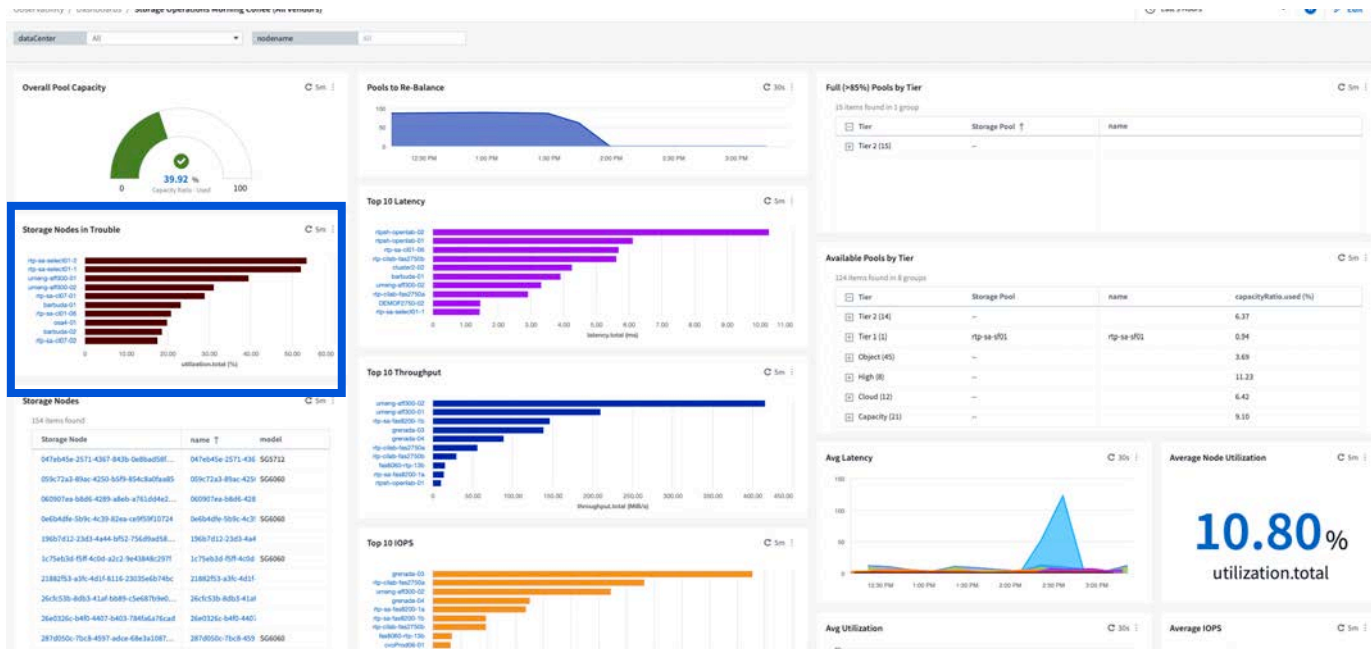 Observability / Dashboards / Storage Operations Morning Coffee (All Vendors)
Last 3 Hours
Edit
dataCenter All nodename All
Overall Pool Capacity 5m
39.92 %
0 Capacity Ratio - Used 100
Storage Nodes in Trouble 5m
rtp-sa-select01-2
rtp-sa-select01-1
umeng-aff300-01
umeng-aff300-02
rtp-sa-cl07-01
barbuda-01
rtp-sa-cl01-06
barbuda-02
rtp-sa-cl07-02
0 10.00 20.00 30.00 40.00 50.00 60.00
utilization.total (%)
Storage Nodes 5m
154 items found
Storage Node name model
047eb45e-2571-4367-843b-0e8bad58f... 047eb45e-2571-436 SG5712
059c72a3-89ac-4250-b5f9-854c8a0faa85 059c72a3-89ac-425 SG6060
060907ea-b8d6-4289-a8eb-a761dd4e2... 060907ea-b8d6-428
0e6b4dfe-5b9c-4c39-82ea-ce9f59f10724 0e6b4dfe-5b9c-4c3 SG6060
196b7d12-23d3-4a44-bf52-756d9ad58... 196b7d12-23d3-4a4
1c75eb3d-f5ff-4c0d-a2c2-9e43848c297f 1c75eb3d-f5ff-4c0d SG6060
21882f53-a3fc-4d1f-8116-23035e6b74bc 21882f53-a3fc-4d1f-
26cfc53b-8db3-41af-bb89-c5e687b9e0... 26cfc53b-8db3-41af
26e0326c-b4f0-4407-b403-784fa6a76cad 26e0326c-b4f0-4407
287d050c-7bc8-4597-adce-68e3a1087... 287d050c-7bc8-459 SG6060
Pools to Re-Balance 30s
100
50
0
12:30 PM 1:00 PM 1:30 PM 2:00 PM 2:30 PM 3:00 PM
Top 10 Latency 5m
rtpsh-openlab-02
rtpsh-openlab-01
rtp-sa-cl01-06
rtp-cilab-fas2750b
cluster2-02
barbuda-01
umeng-aff300-02
rtp-cilab-fas2750a
DEMOF2750-02
rtp-sa-select01-1
0 1.00 2.00 3.00 4.00 5.00 6.00 7.00 8.00 9.00 10.00 11.00
latency.total (ms)
Top 10 Throughput 5m
umeng-aff300-02
umeng-aff300-01
rtp-sa-fas8200-1b
grenada-03
grenada-04
rtp-cilab-fas2750a
rtp-cilab-fas2750b
fas8060-rtp-13b
rtp-sa-fas8200-1a
rtpsh-openlab-01
0 50.00 100.00 150.00 200.00 250.00 300.00 350.00 400.00 450.00
throughput.total (MiB/s)
Top 10 IOPS 5m
grenada-03
rtp-cilab-fas2750a
umeng-aff300-02
grenada-04
rtp-sa-fas8200-1a
rtp-sa-fas8200-1b
rtp-cilab-fas2750b
fas8060-rtp-13b
cvoProd06-01
Full (>85%) Pools by Tier 5m
15 items found in 1 group
Tier Storage Pool name
Tier 2 (15) --
Available Pools by Tier 5m
124 items found in 8 groups
Tier Storage Pool name capacityRatio.used (%)
Tier 2 (14) -- 6.37
Tier 1 (1) rtp-sa-sf01 rtp-sa-sf01 0.94
Object (45) -- 3.69
High (8) -- 11.23
Cloud (12) -- 6.42
Capacity (21) -- 9.10
Avg Latency 30s
150
100
50
0
12:30 PM 1:00 PM 1:30 PM 2:00 PM 2:30 PM 3:00 PM
Average Node Utilization 5m
10.80%
utilization.total
Avg Utilization 30s
Average IOPS 5m